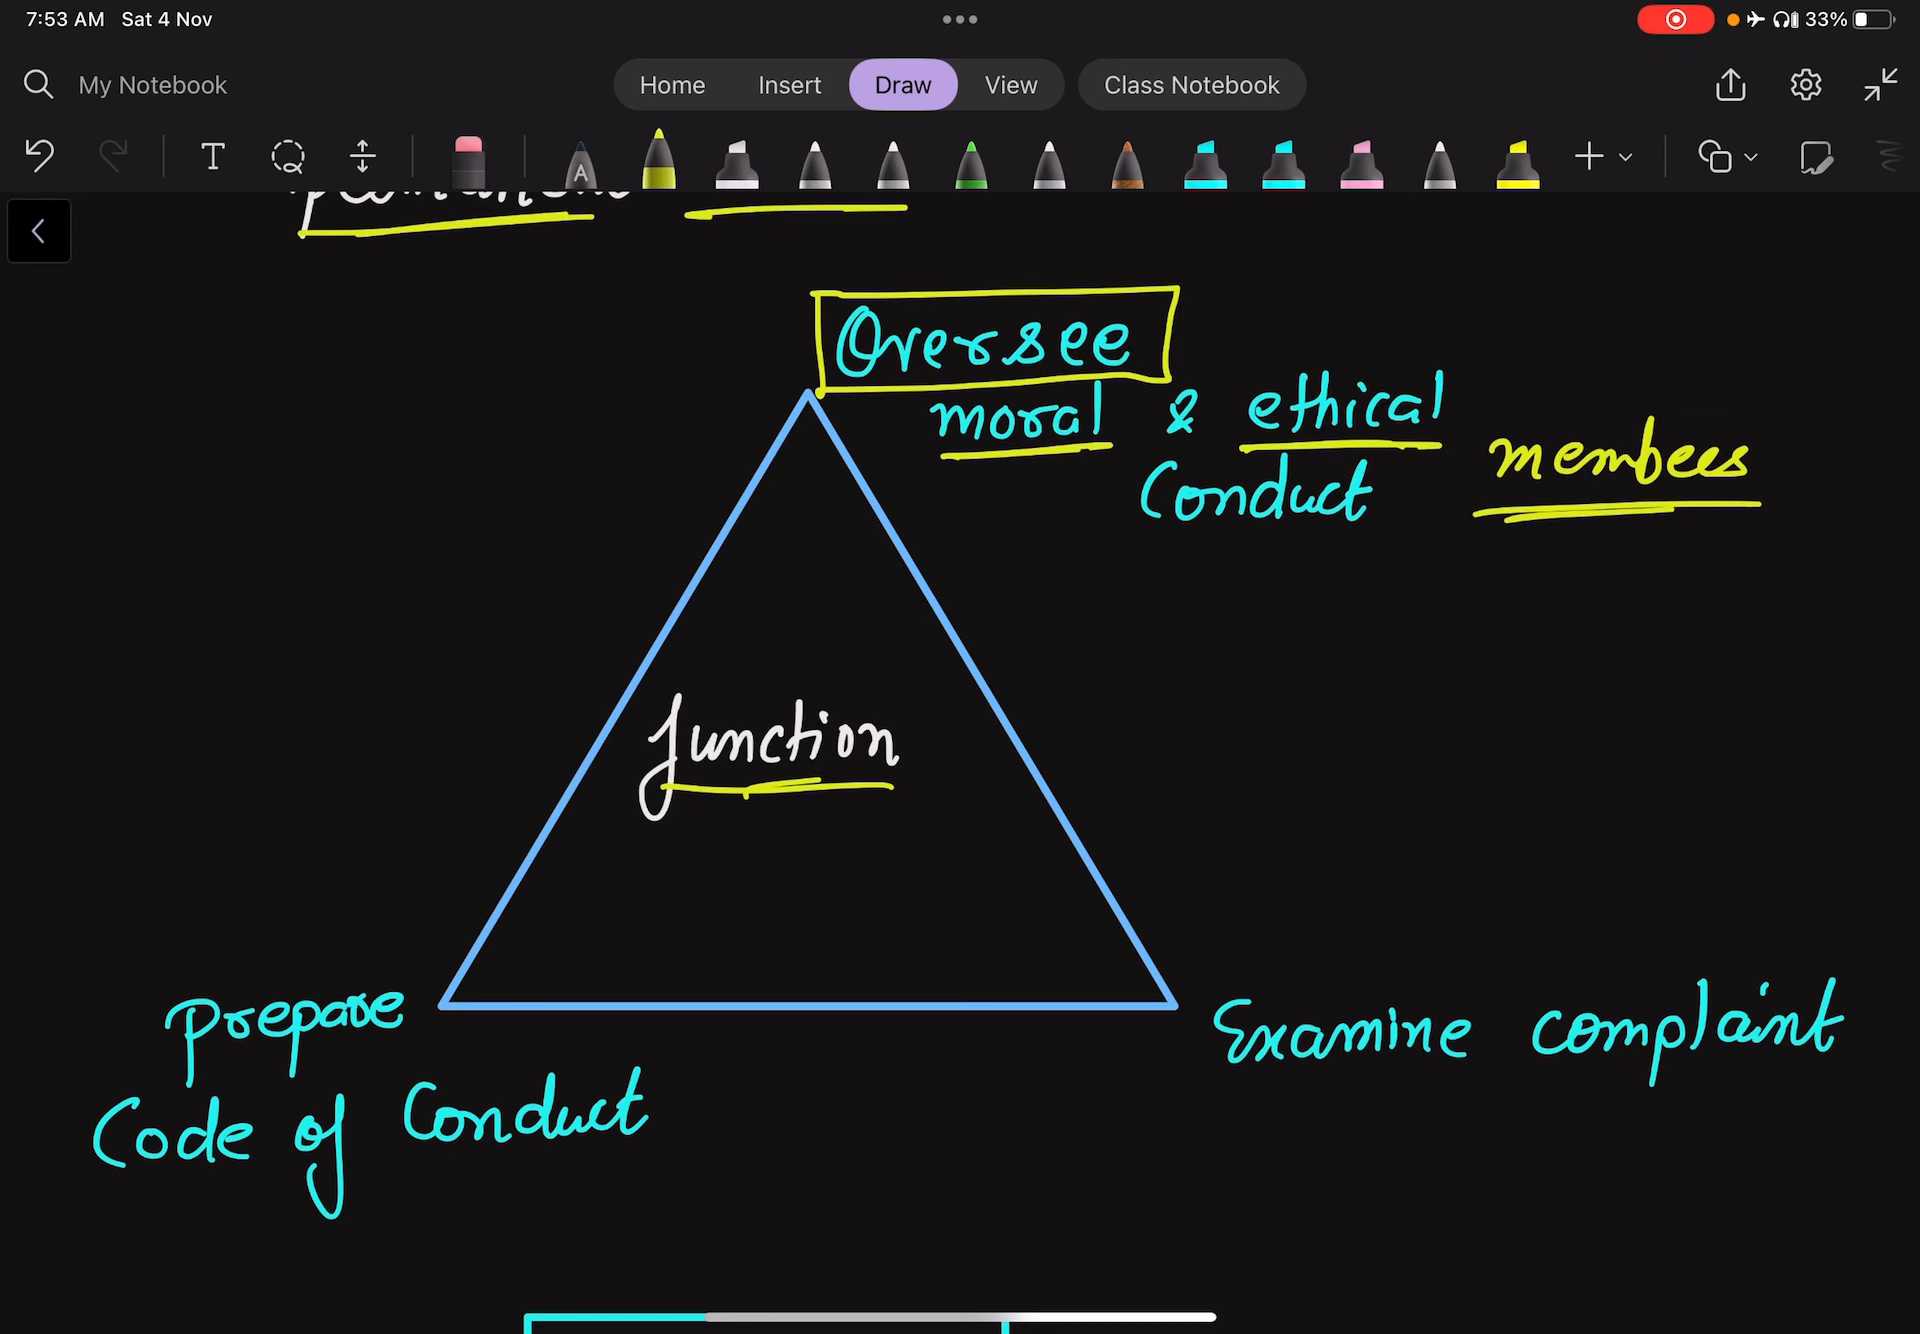 7:53 AM Sat 4 Nov
33%
My Notebook
Home Insert Draw View Class Notebook
T
A
Oversee
moral & ethical
Conduct members
function
Prepare
Code of Conduct
Examine complaint